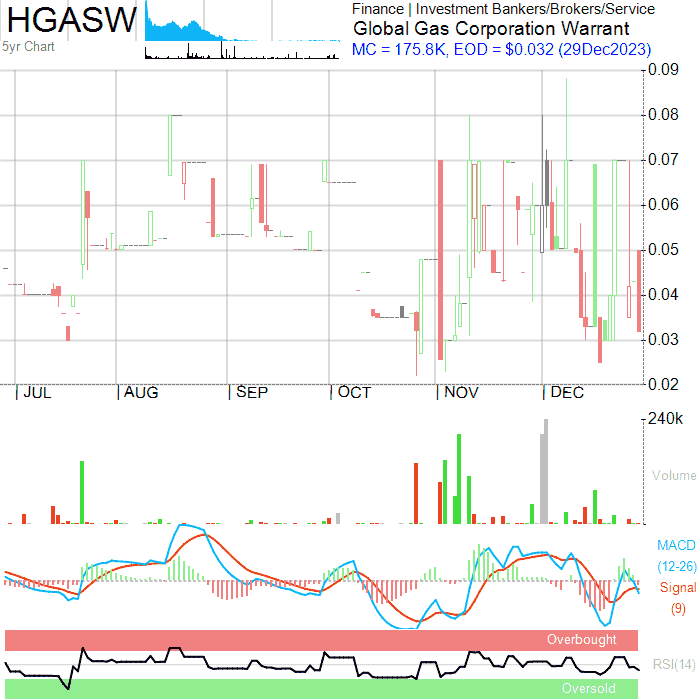 HGASW
5yr Chart
Finance | Investment Bankers/Brokers/Service
Global Gas Corporation Warrant
MC = 175.8K, EOD = $0.032 (29Dec2023)
0.09
0.08
0.07
0.06
0.05
0.04
0.03
0.02
JUL AUG SEP OCT NOV DEC
240k
Volume
MACD
(12-26)
Signal
(9)
Overbought
RSI(14)
Oversold